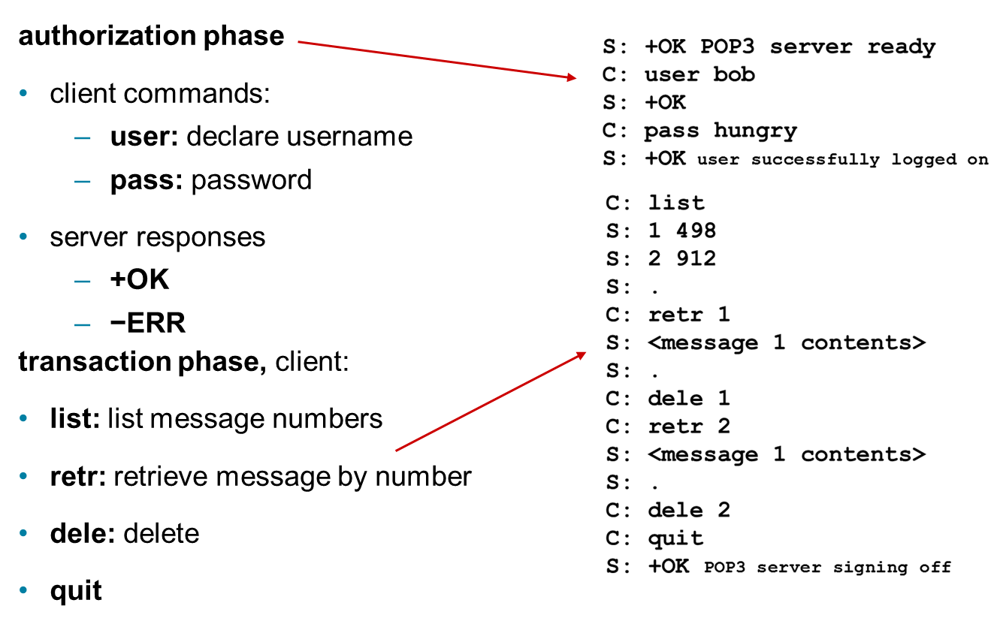 authorization phase
• client commands:
– user: declare username
– pass: password
• server responses
– +OK
– −ERR
transaction phase, client:
• list: list message numbers
• retr: retrieve message by number
• dele: delete
• quit
S: +OK POP3 server ready
C: user bob
S: +OK
C: pass hungry
S: +OK user successfully logged on
C: list
S: 1 498
S: 2 912
S: .
C: retr 1
S: <message 1 contents>
S: .
C: dele 1
C: retr 2
S: <message 1 contents>
S: .
C: dele 2
C: quit
S: +OK POP3 server signing off